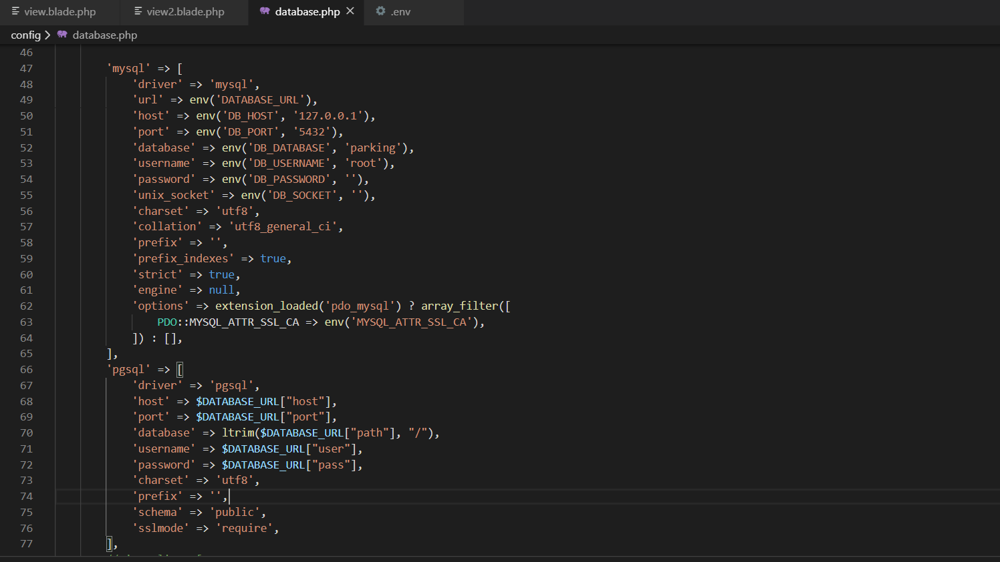 view.blade.php view2.blade.php database.php .env
config > database.php
46
47 'mysql' => [
48 'driver' => 'mysql',
49 'url' => env('DATABASE_URL'),
50 'host' => env('DB_HOST', '127.0.0.1'),
51 'port' => env('DB_PORT', '5432'),
52 'database' => env('DB_DATABASE', 'parking'),
53 'username' => env('DB_USERNAME', 'root'),
54 'password' => env('DB_PASSWORD', ''),
55 'unix_socket' => env('DB_SOCKET', ''),
56 'charset' => 'utf8',
57 'collation' => 'utf8_general_ci',
58 'prefix' => '',
59 'prefix_indexes' => true,
60 'strict' => true,
61 'engine' => null,
62 'options' => extension_loaded('pdo_mysql') ? array_filter([
63 PDO::MYSQL_ATTR_SSL_CA => env('MYSQL_ATTR_SSL_CA'),
64 ]) : [],
65 ],
66 'pgsql' => [
67 'driver' => 'pgsql',
68 'host' => $DATABASE_URL["host"],
69 'port' => $DATABASE_URL["port"],
70 'database' => ltrim($DATABASE_URL["path"], "/"),
71 'username' => $DATABASE_URL["user"],
72 'password' => $DATABASE_URL["pass"],
73 'charset' => 'utf8',
74 'prefix' => '',
75 'schema' => 'public',
76 'sslmode' => 'require',
77 ],